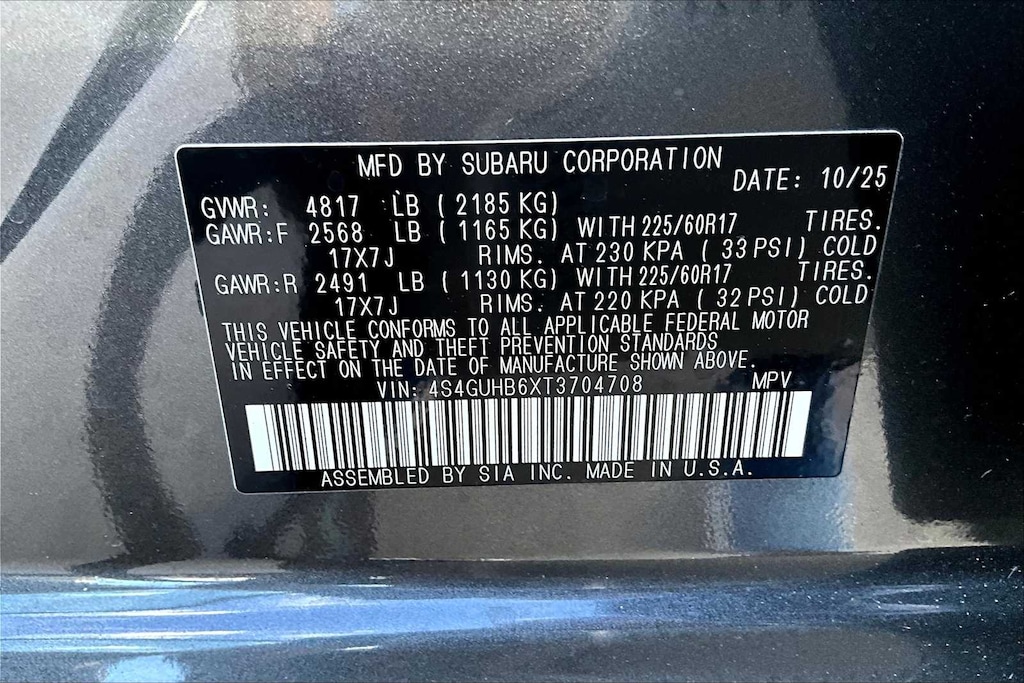 MFD BY SUBARU CORPORATION
DATE: 10/25
GVWR: 4817 LB ( 2185 KG)
GAWR:F 2568 LB ( 1165 KG) WITH 225/60R17 TIRES.
17X7J RIMS. AT 230 KPA ( 33 PSI) COLD
GAWR:R 2491 LB ( 1130 KG) WITH 225/60R17 TIRES.
17X7J RIMS. AT 220 KPA ( 32 PSI) COLD
THIS VEHICLE CONFORMS TO ALL APPLICABLE FEDERAL MOTOR
VEHICLE SAFETY AND THEFT PREVENTION STANDARDS
IN EFFECT ON THE DATE OF MANUFACTURE SHOWN ABOVE.
VIN: 4S4GUHB6XT3704708 MPV
ASSEMBLED BY SIA INC. MADE IN U.S.A.